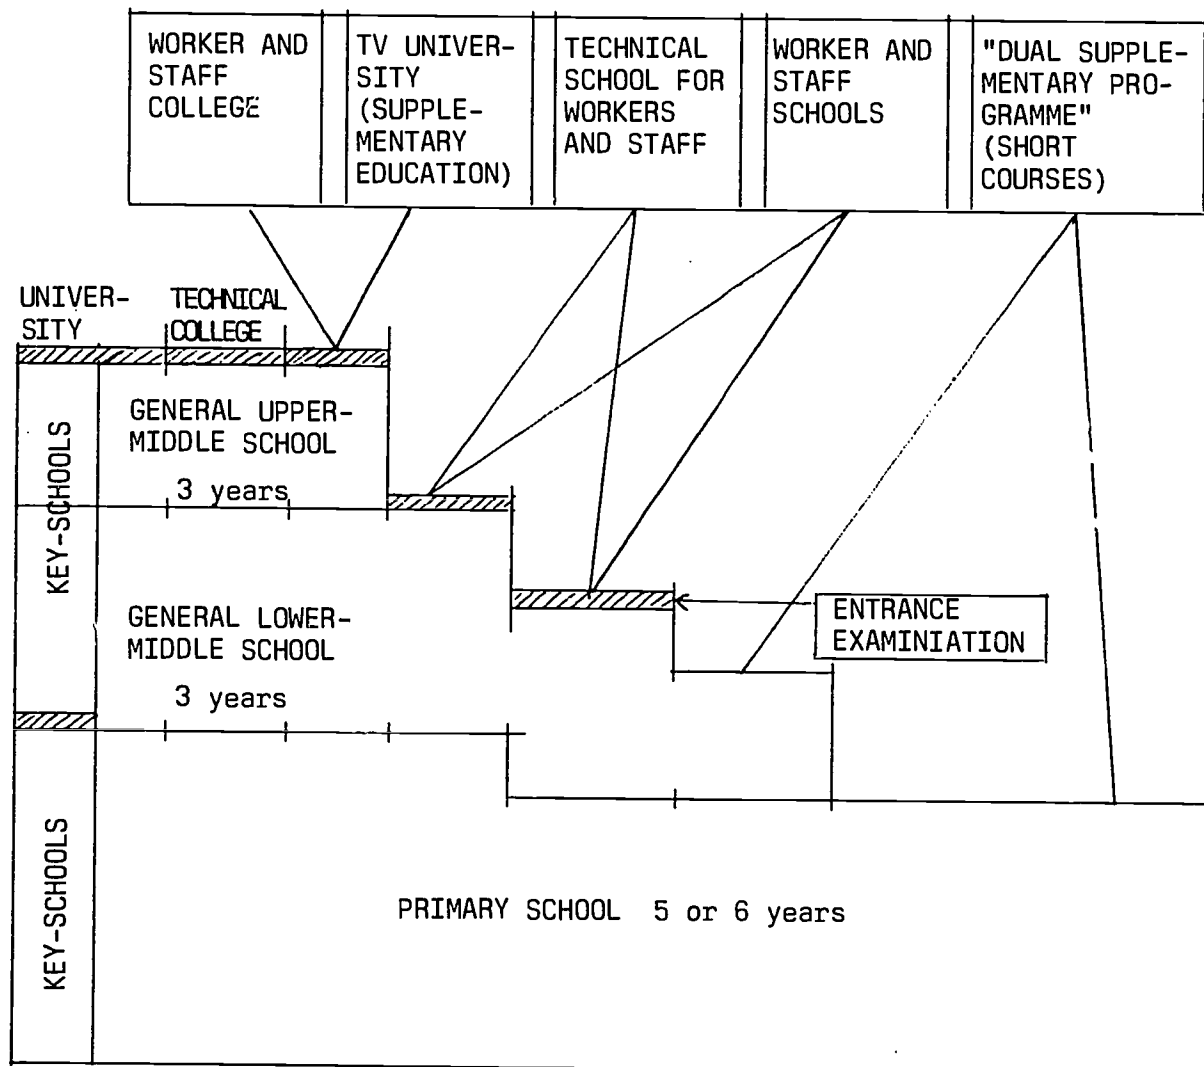 WORKER AND
STAFF
COLLEGE
TV UNIVER-
SITY
(SUPPLE-
MENTARY
EDUCATION)
TECHNICAL
SCHOOL FOR
WORKERS
AND STAFF
WORKER AND
STAFF
SCHOOLS
"DUAL SUPPLE-
MENTARY PRO-
GRAMME"
(SHORT
COURSES)
UNIVER-
SITY
TECHNICAL
COLLEGE
KEY-SCHOOLS
GENERAL UPPER-
MIDDLE SCHOOL
3 years
GENERAL LOWER-
MIDDLE SCHOOL
3 years
ENTRANCE
EXAMINIATION
KEY-SCHOOLS
PRIMARY SCHOOL 5 or 6 years